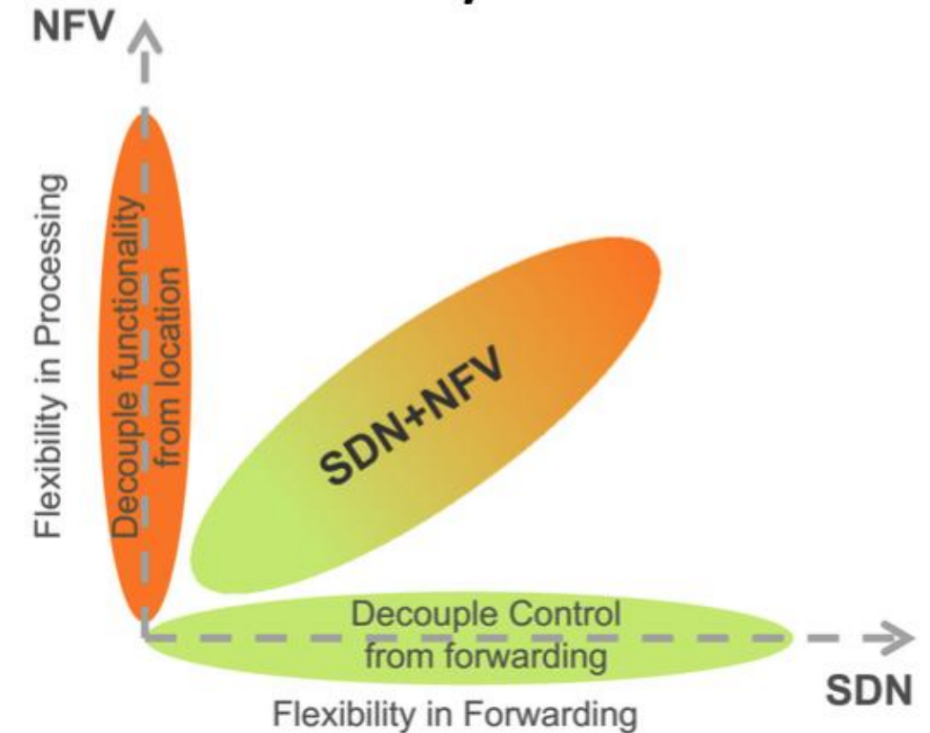 NFV
Flexibility in Processing
Decouple functionality
from location
SDN+NFV
Decouple Control
from forwarding
SDN
Flexibility in Forwarding